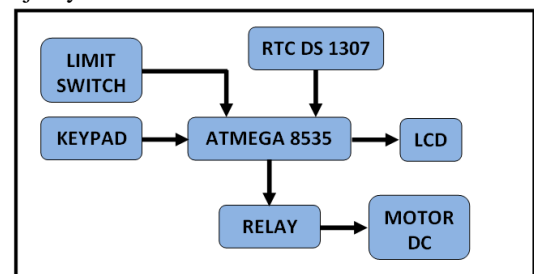 LIMIT
SWITCH
RTC DS 1307
KEYPAD
ATMEGA 8535
LCD
RELAY
MOTOR
DC